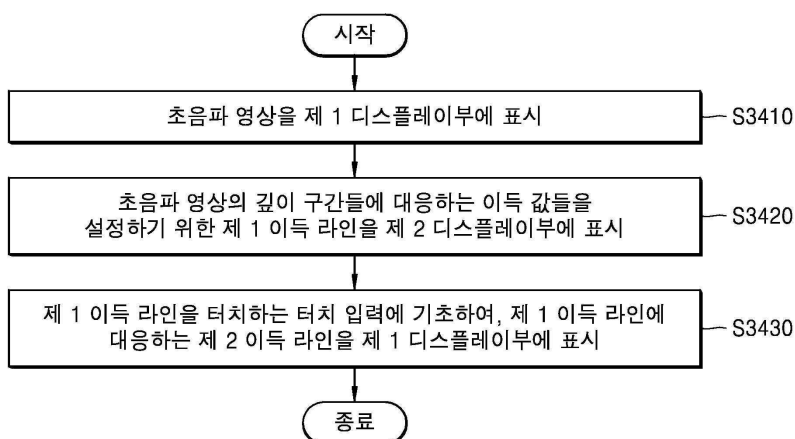 시작
초음파 영상을 제 1 디스플레이부에 표시
S3410
초음파 영상의 깊이 구간들에 대응하는 이득 값들을
설정하기 위한 제 1 이득 라인을 제 2 디스플레이부에 표시
S3420
제 1 이득 라인을 터치하는 터치 입력에 기초하여, 제 1 이득 라인에
대응하는 제 2 이득 라인을 제 1 디스플레이부에 표시
S3430
종료